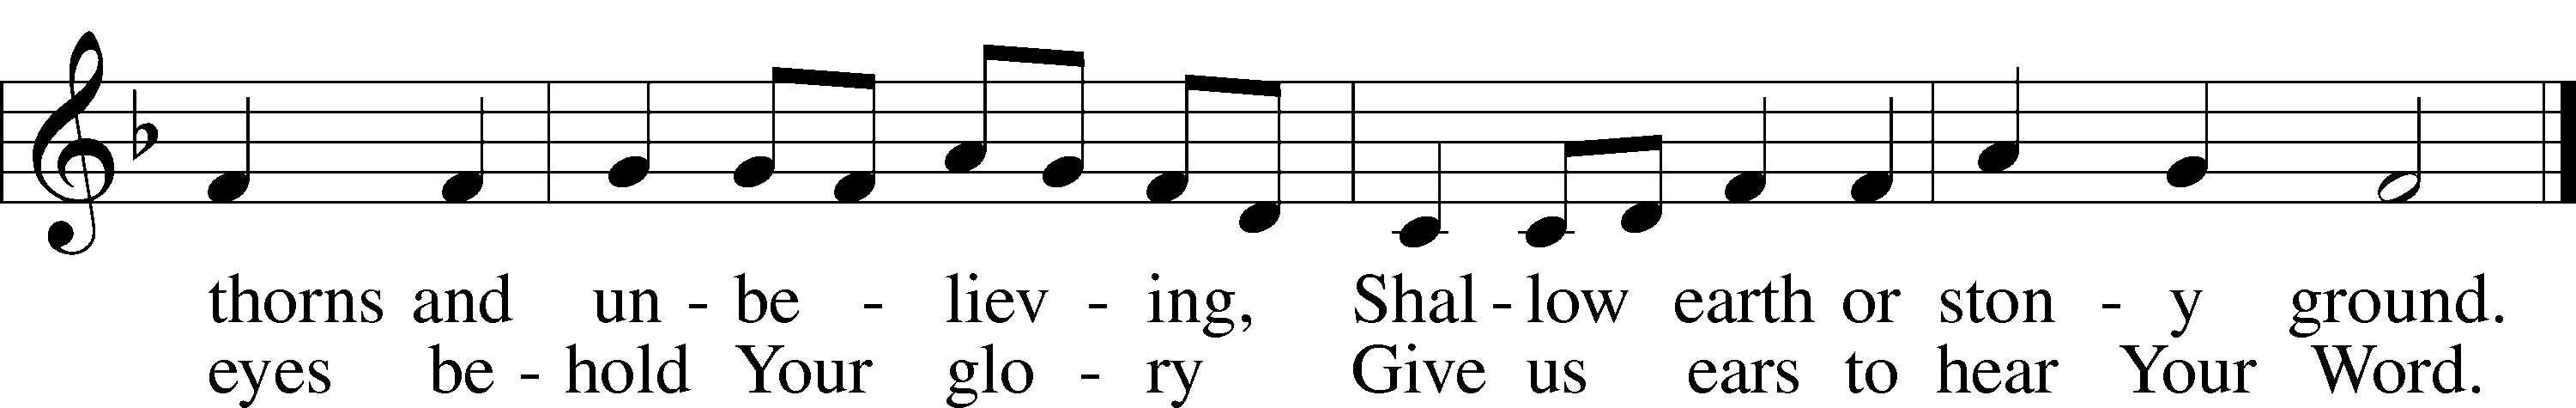 thorns and un - be - liev - ing, Shal - low earth or ston - y ground.
eyes be - hold Your glo - ry Give us ears to hear Your Word.